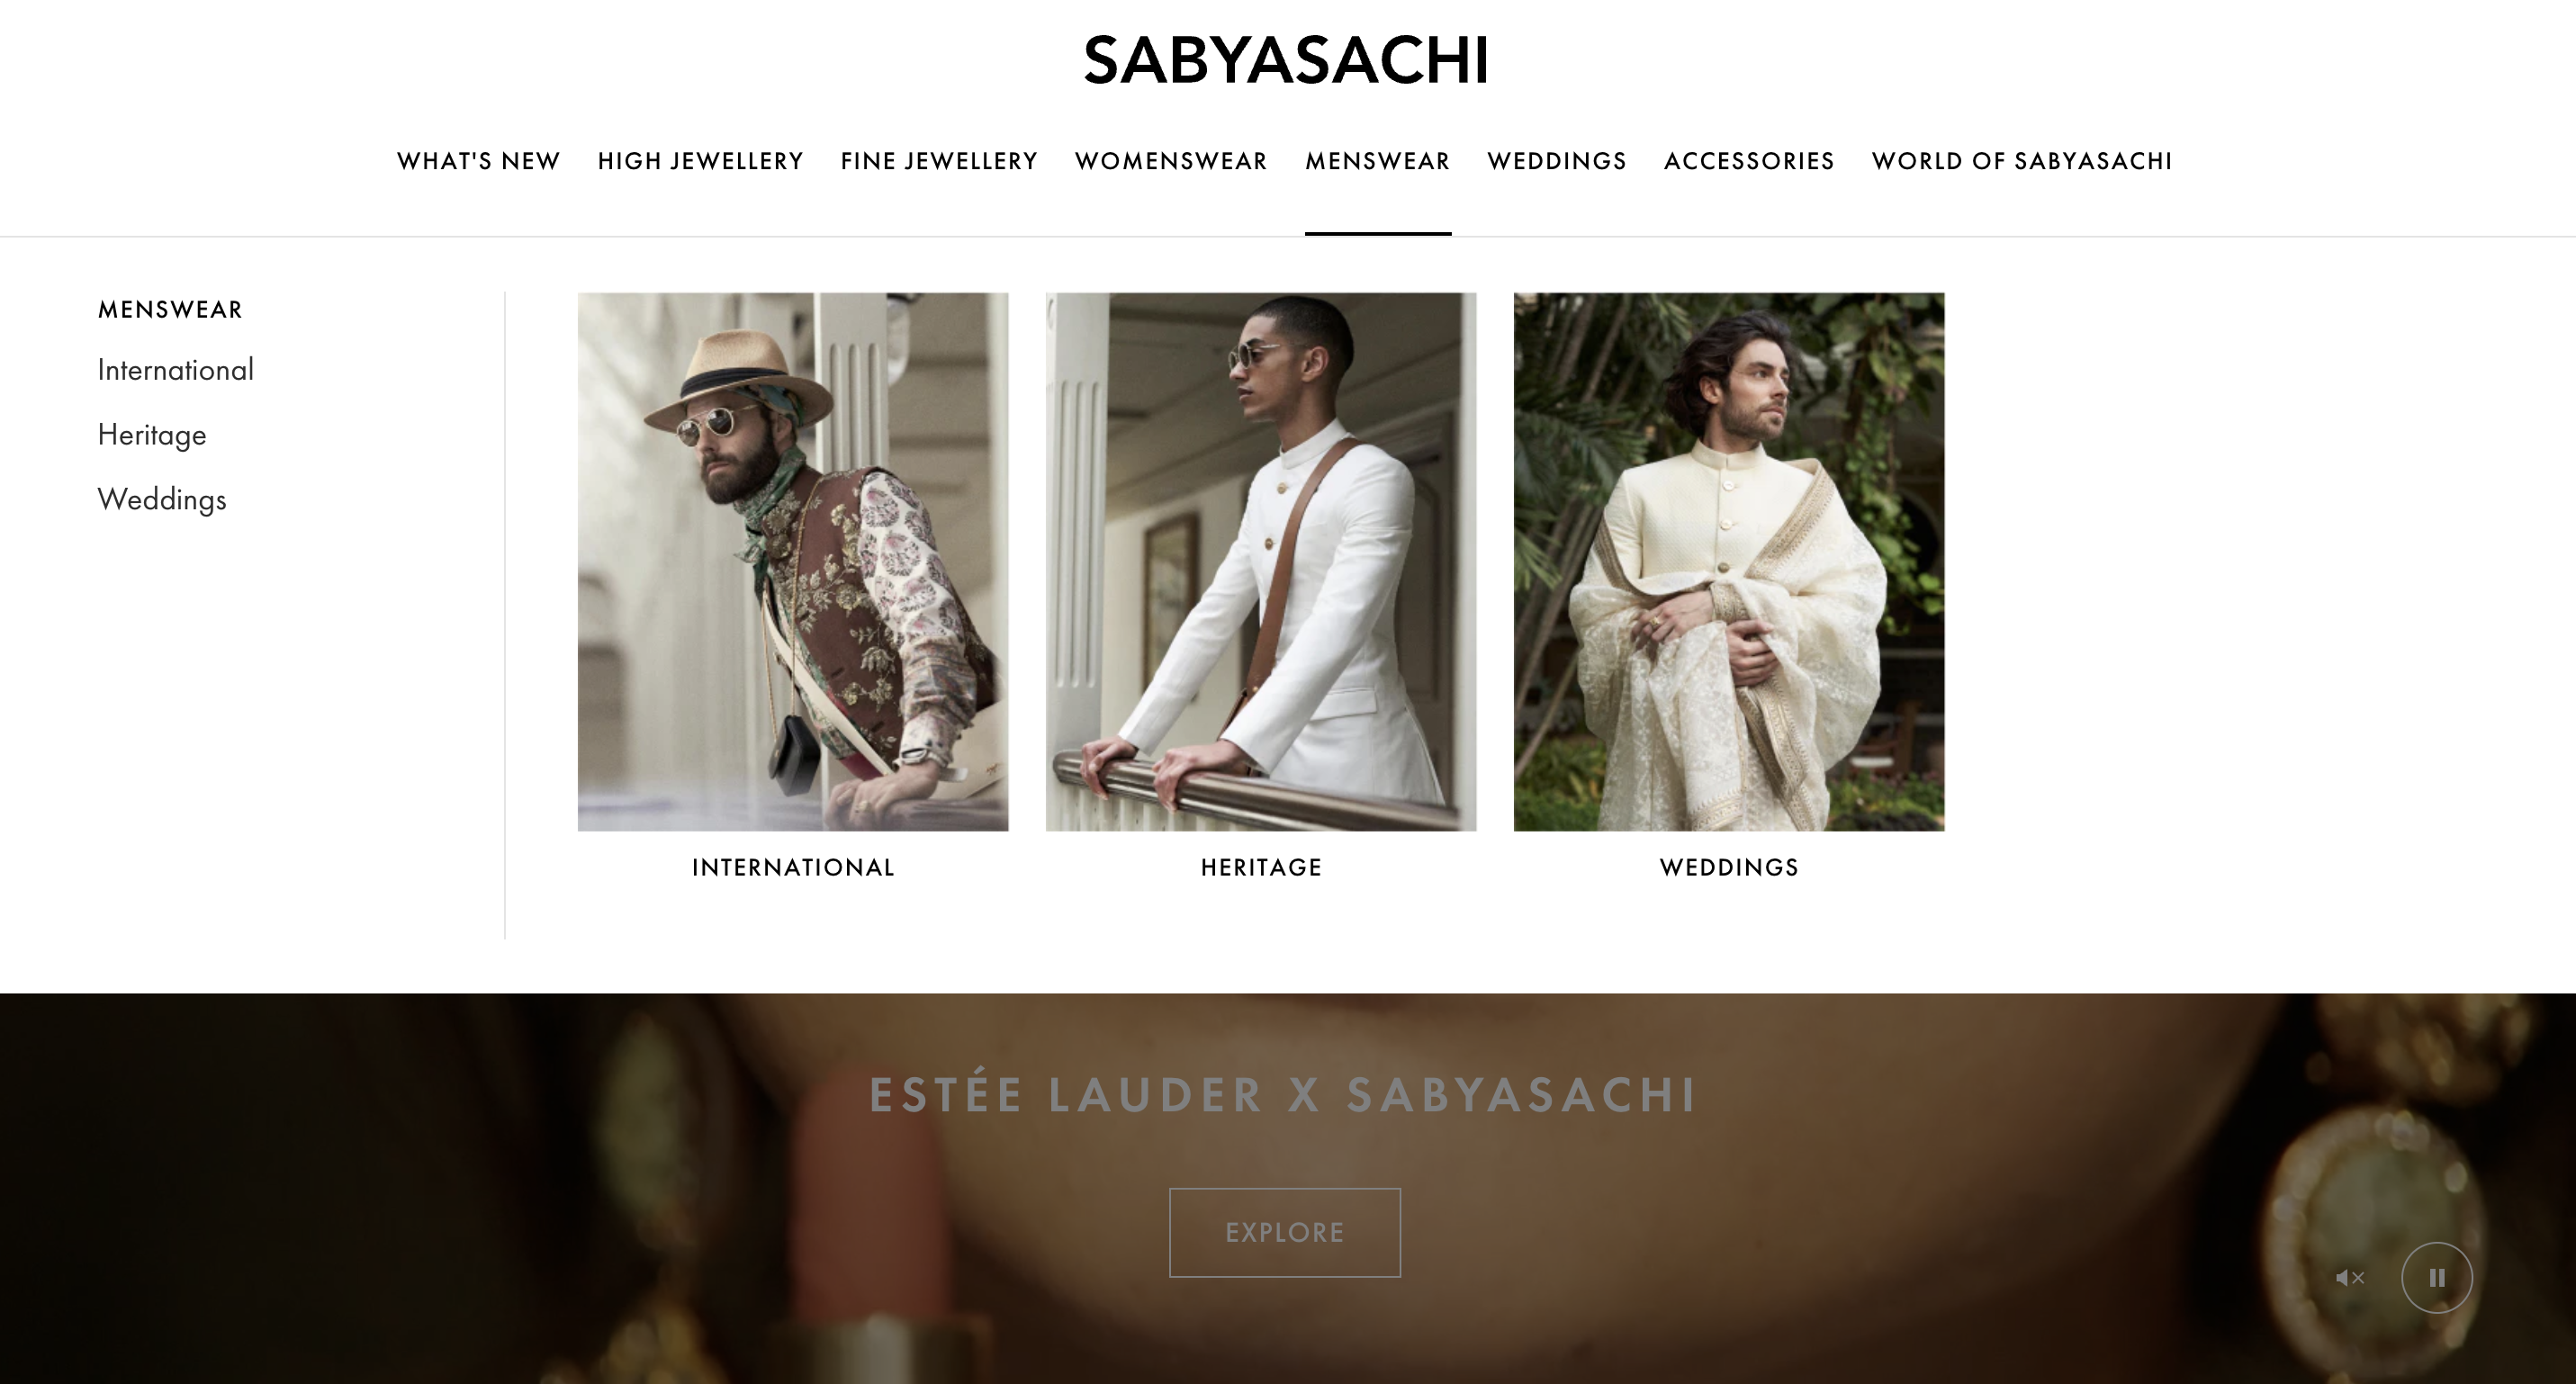 SABYASACHI
WHAT'S NEW HIGH JEWELLERY FINE JEWELLERY WOMENSWEAR MENSWEAR WEDDINGS ACCESSORIES WORLD OF SABYASACHI
MENSWEAR
International
Heritage
Weddings
INTERNATIONAL HERITAGE WEDDINGS
ESTÉE LAUDER X SABYASACHI
EXPLORE